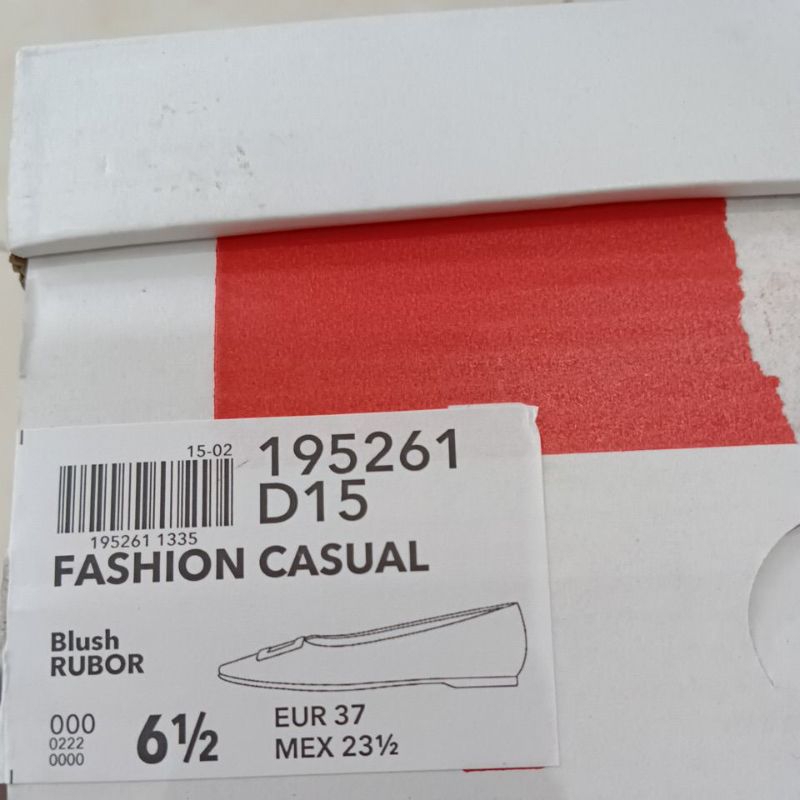 15-02
195261
D15
195261 1335
FASHION CASUAL
Blush
RUBOR
000
0222
0000
6½
EUR 37
MEX 23½